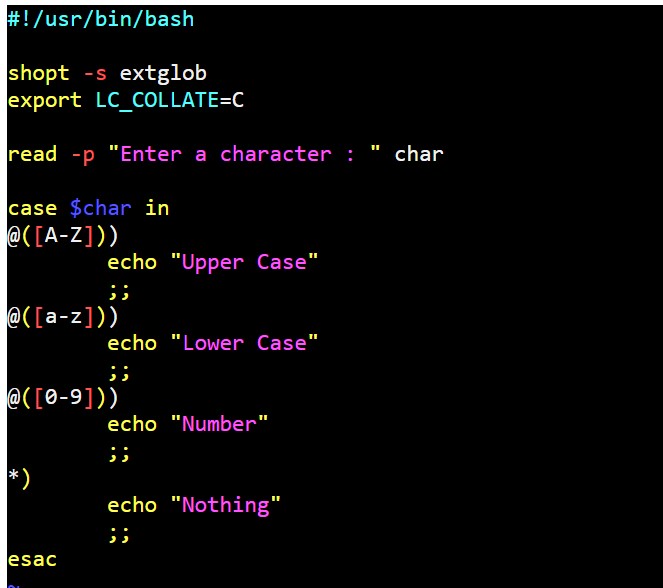 #!/usr/bin/bash
shopt -s extglob
export LC_COLLATE=C
read -p "Enter a character : " char
case $char in
@([A-Z]))
echo "Upper Case"
;;
@([a-z]))
echo "Lower Case"
;;
@([0-9]))
echo "Number"
;;
*)
echo "Nothing"
;;
esac